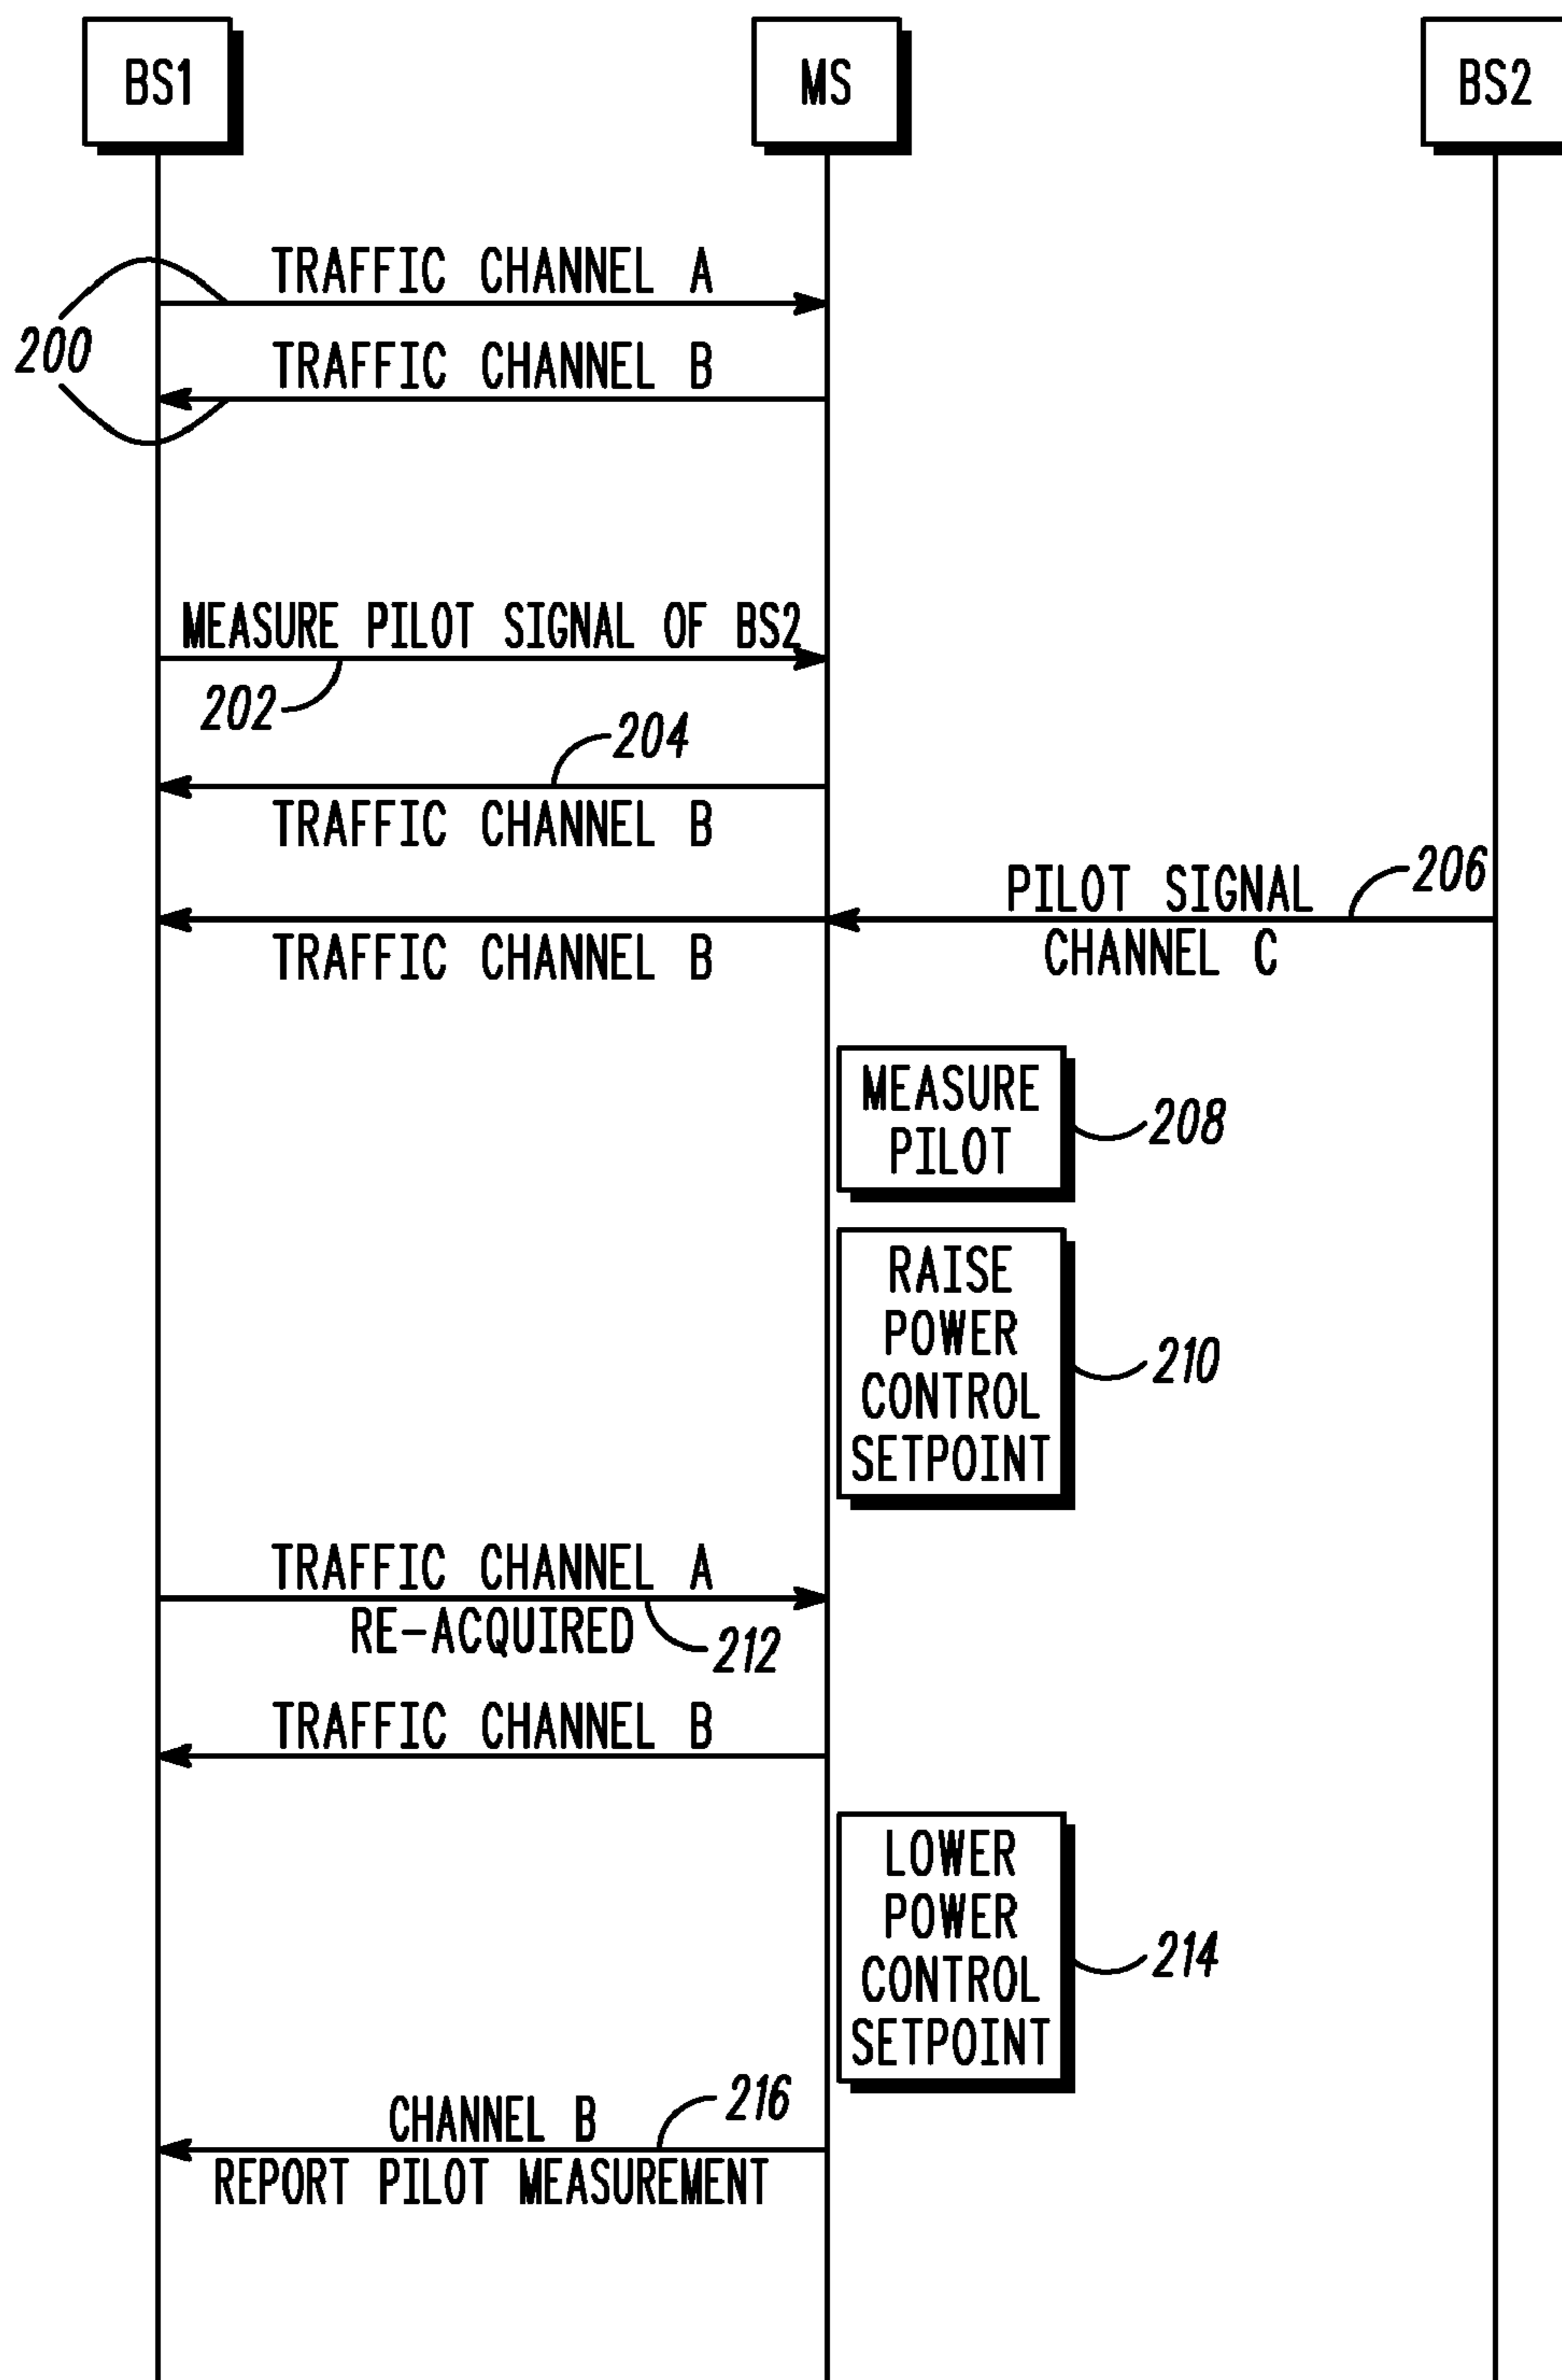 BS1
MS
BS2
TRAFFIC CHANNEL A
200
TRAFFIC CHANNEL B
MEASURE PILOT SIGNAL OF BS2
202
204
TRAFFIC CHANNEL B
PILOT SIGNAL
206
TRAFFIC CHANNEL B
CHANNEL C
MEASURE
PILOT
208
RAISE
POWER
CONTROL
SETPOINT
210
TRAFFIC CHANNEL A
RE-ACQUIRED
212
TRAFFIC CHANNEL B
LOWER
POWER
CONTROL
SETPOINT
214
CHANNEL B
216
REPORT PILOT MEASUREMENT